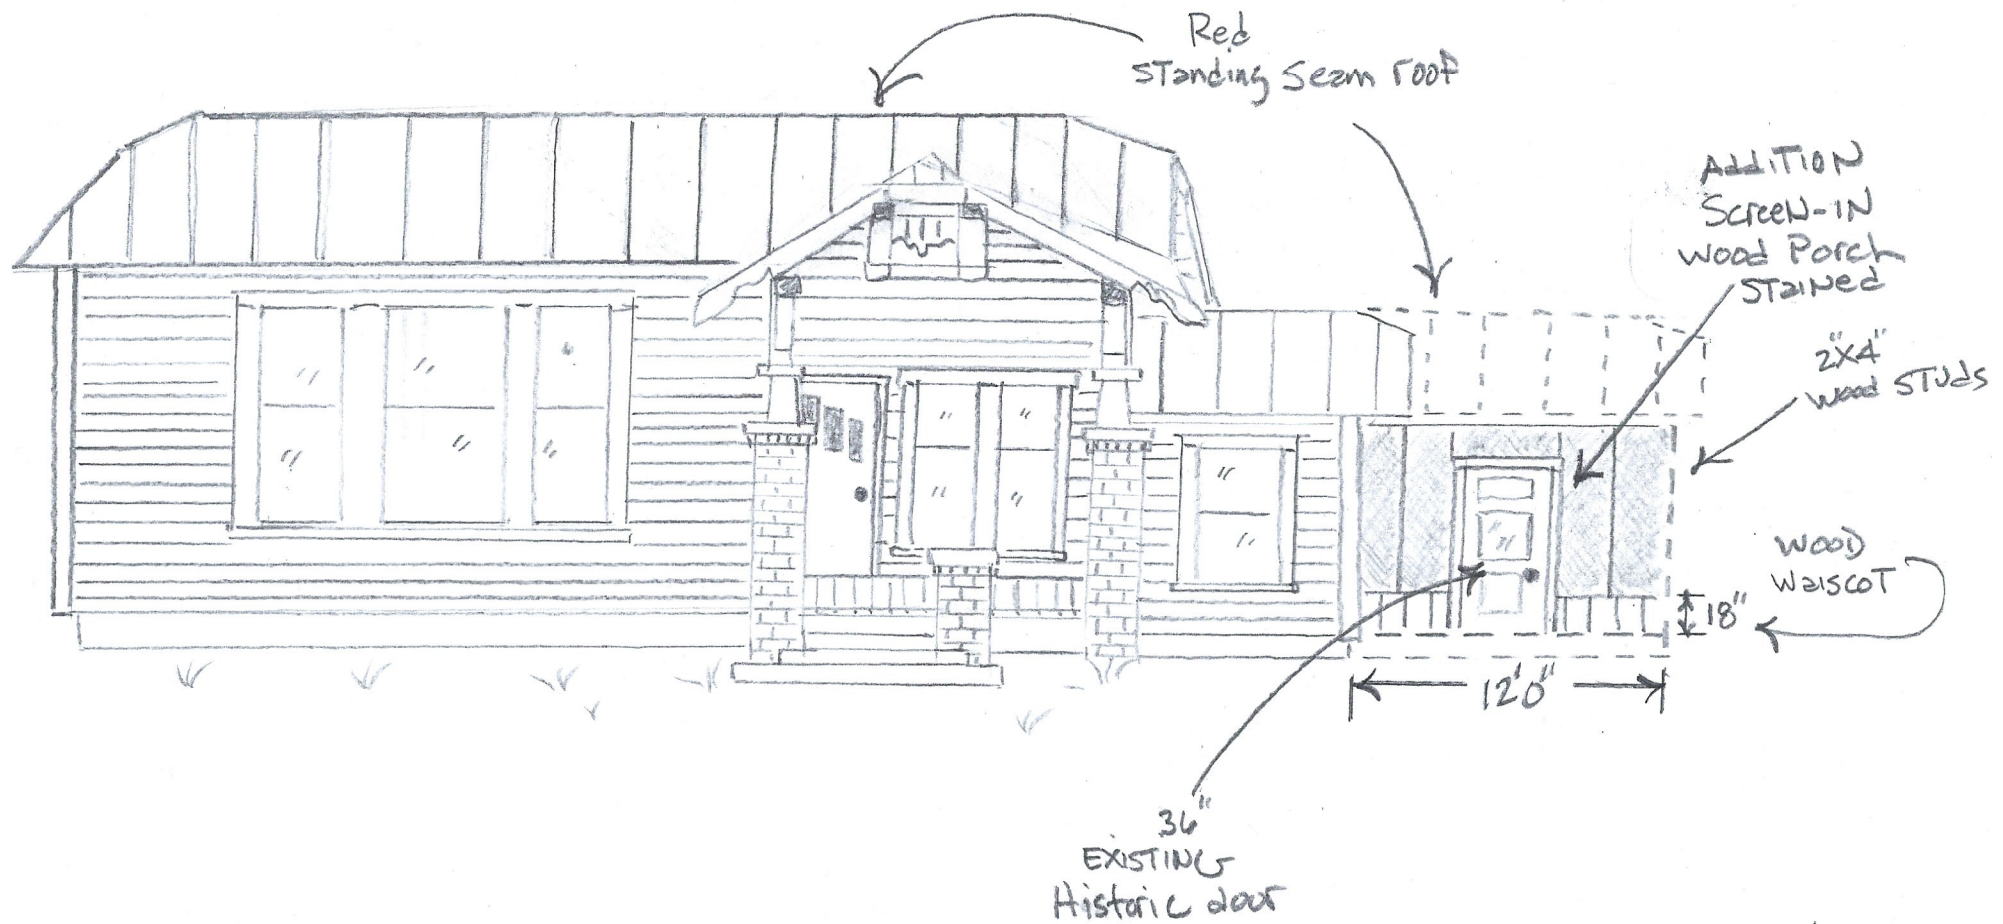 Red
Standing Seam roof
Addition
Screen-in
wood Porch
Stained
2"x4"
wood Studs
wood
waiscot
18"
12'0"
36"
Existing
Historic door